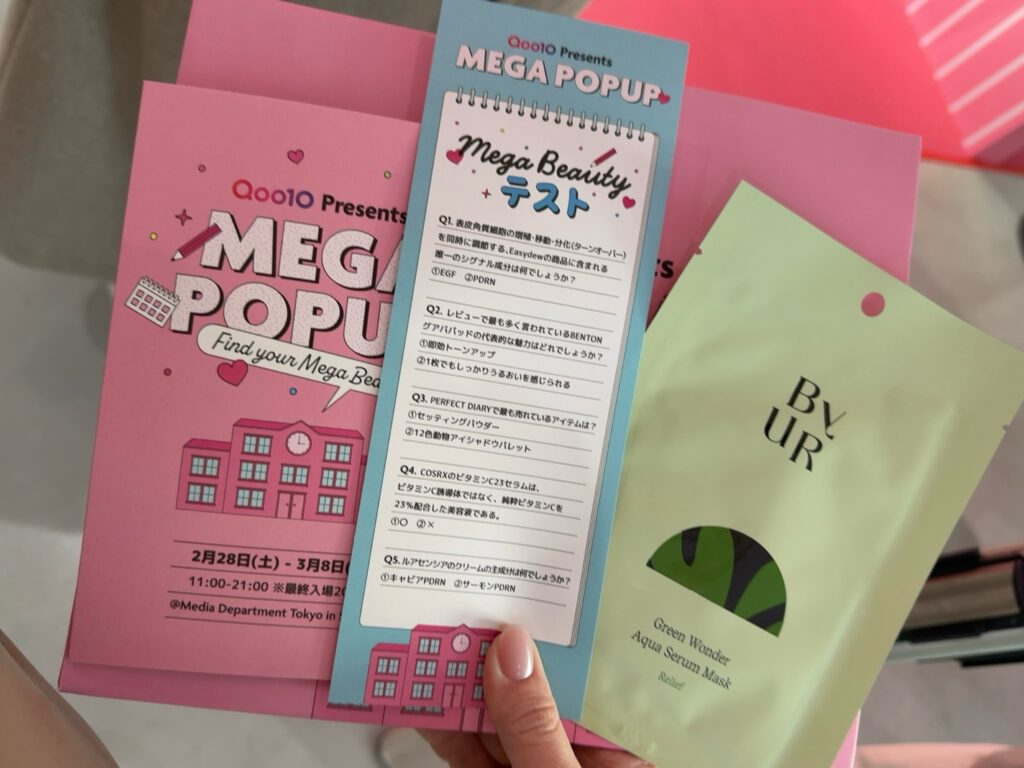 Qoo10 Presents
MEGA
POPU
Find your Mega Bea
2月28日(土) - 3月8日(
11:00-21:00 ※最終入場20
@Media Department Tokyo in
Qoo10 Presents
MEGA POPUP
Mega Beauty
テスト
Q1. 表皮角質細胞の増殖・移動・分化(ターンオーバー)
を同時に調節する、Easydewの商品に含まれる
唯一のシグナル成分は何でしょうか?
①EGF ②PDRN
Q2. レビューで最も多く言われているBENTON
グアバパッドの代表的な魅力はどれでしょうか?
①即効トーンアップ
②1枚でもしっかりうるおいを感じられる
Q3. PERFECT DIARYで最も売れているアイテムは?
①セッティングパウダー
②12色動物アイシャドウパレット
Q4. COSRXのビタミンC23セラムは、
ビタミンC誘導体ではなく、純粋ビタミンCを
23%配合した美容液である。
①○ ②×
Q5. ルアセンシアのクリームの主成分は何でしょうか?
①キャビアPDRN ②サーモンPDRN
ts
BY
UR
Green Wonder
Aqua Serum Mask
Relief